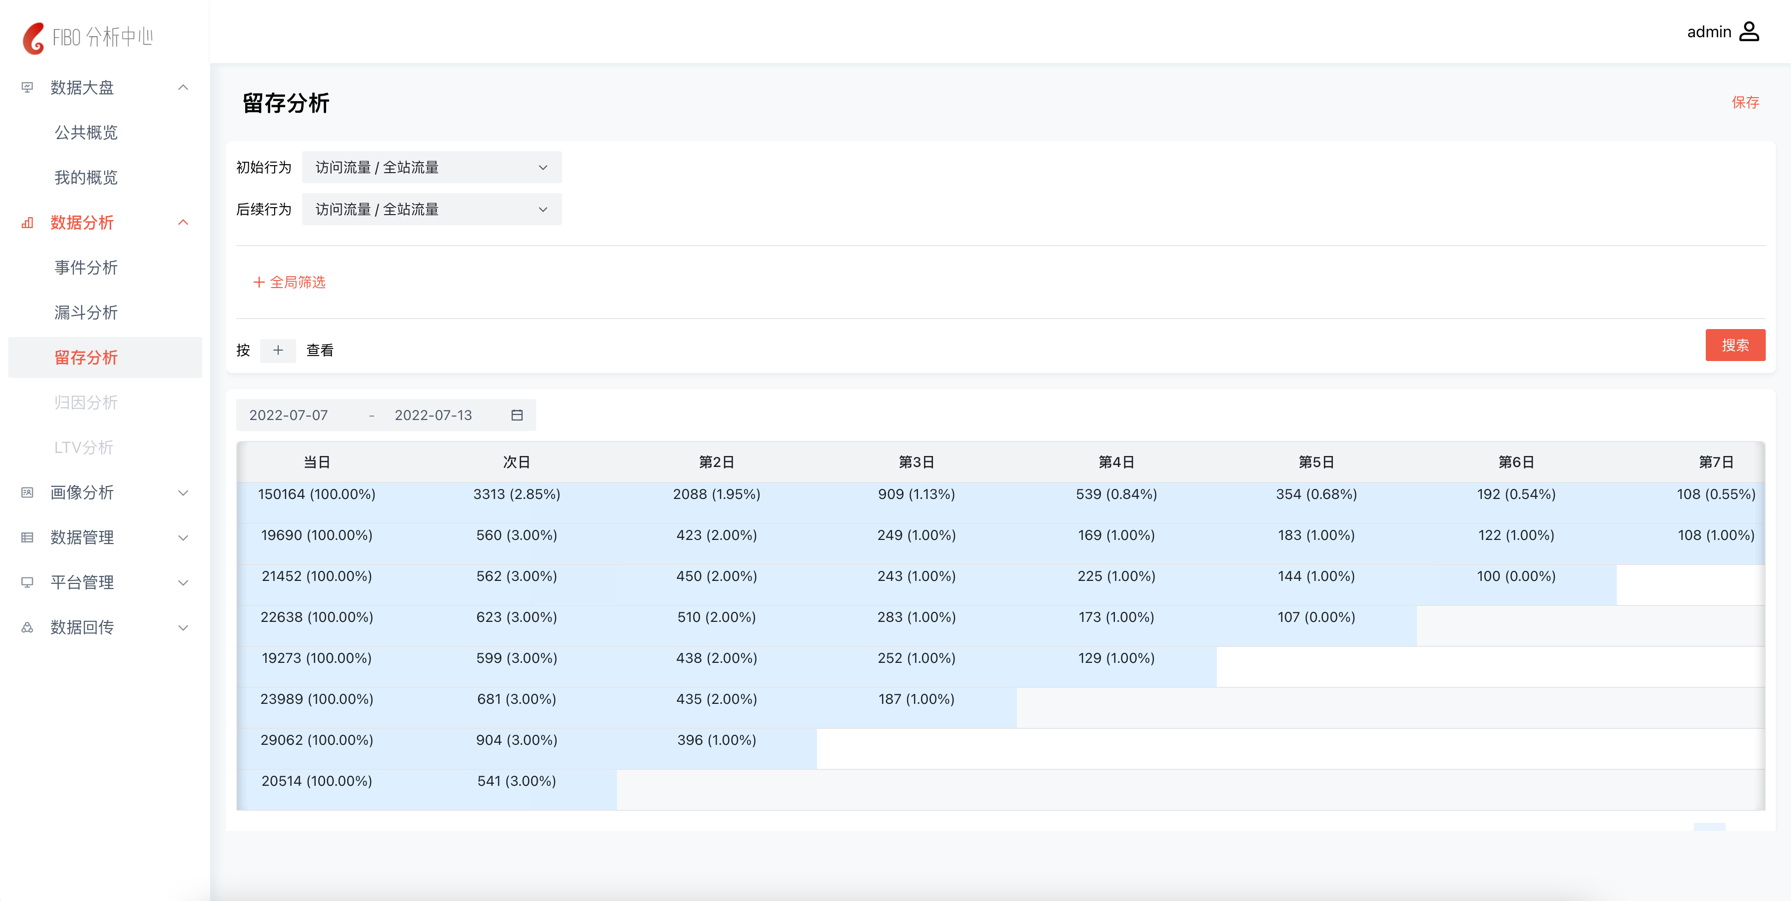 FIBO 分析中心
admin
数据大盘
公共概览
我的概览
数据分析
事件分析
漏斗分析
留存分析
归因分析
LTV分析
画像分析
数据管理
平台管理
数据回传
留存分析
保存
初始行为 访问流量 / 全站流量
后续行为 访问流量 / 全站流量
+ 全局筛选
按 + 查看
搜索
2022-07-07 - 2022-07-13
当日 次日 第2日 第3日 第4日 第5日 第6日 第7日
150164 (100.00%) 3313 (2.85%) 2088 (1.95%) 909 (1.13%) 539 (0.84%) 354 (0.68%) 192 (0.54%) 108 (0.55%)
19690 (100.00%) 560 (3.00%) 423 (2.00%) 249 (1.00%) 169 (1.00%) 183 (1.00%) 122 (1.00%) 108 (1.00%)
21452 (100.00%) 562 (3.00%) 450 (2.00%) 243 (1.00%) 225 (1.00%) 144 (1.00%) 100 (0.00%)
22638 (100.00%) 623 (3.00%) 510 (2.00%) 283 (1.00%) 173 (1.00%) 107 (0.00%)
19273 (100.00%) 599 (3.00%) 438 (2.00%) 252 (1.00%) 129 (1.00%)
23989 (100.00%) 681 (3.00%) 435 (2.00%) 187 (1.00%)
29062 (100.00%) 904 (3.00%) 396 (1.00%)
20514 (100.00%) 541 (3.00%)